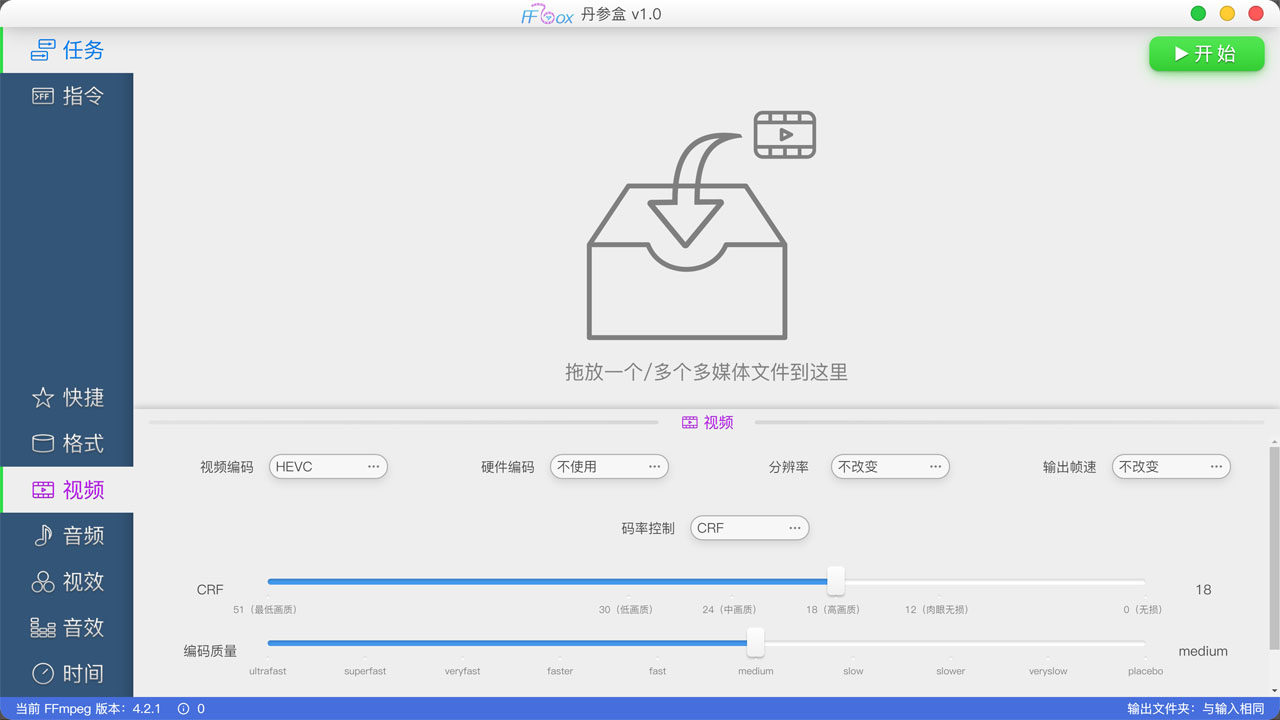 FFBox 丹参盒 v1.0
任务
开始
指令
FF
拖放一个/多个多媒体文件到这里
快捷
格式
视频
音频
视效
音效
时间
视频
视频编码 HEVC ··· 硬件编码 不使用 ··· 分辨率 不改变 ··· 输出帧速 不改变 ···
码率控制 CRF ···
CRF 18
51（最低画质） 30（低画质） 24（中画质） 18（高画质） 12（肉眼无损） 0（无损）
编码质量 medium
ultrafast superfast veryfast faster fast medium slow slower veryslow placebo
当前 FFmpeg 版本：4.2.1 0 输出文件夹：与输入相同